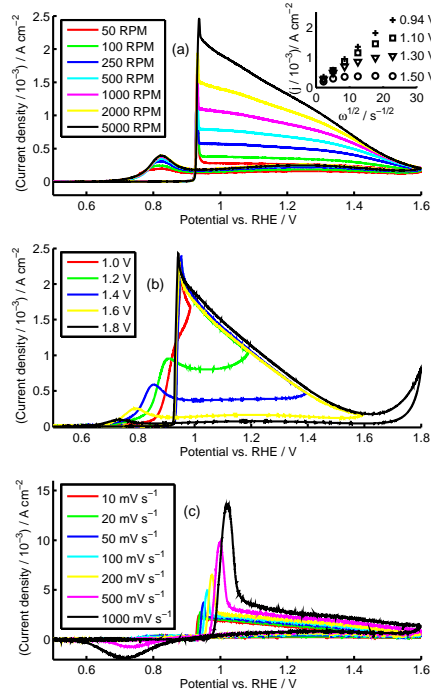 (Current density / 10⁻³) / A cm⁻²
2.5
2
1.5
1
0.5
0
50 RPM
100 RPM
250 RPM
500 RPM
1000 RPM
2000 RPM
5000 RPM
(a)
(j / 10⁻³)/ A cm⁻²
4
2
0
0 10 20 30
ω^1/2 / s^−1/2
0.94 V
1.10 V
1.30 V
1.50 V
0.6 0.8 1 1.2 1.4 1.6
Potential vs. RHE / V
(Current density / 10⁻³) / A cm⁻²
2.5
2
1.5
1
0.5
0
1.0 V
1.2 V
1.4 V
1.6 V
1.8 V
(b)
0.6 0.8 1 1.2 1.4 1.6 1.8
Potential vs. RHE / V
(Current density / 10⁻³) / A cm⁻²
15
10
5
0
10 mV s⁻¹
20 mV s⁻¹
50 mV s⁻¹
100 mV s⁻¹
200 mV s⁻¹
500 mV s⁻¹
1000 mV s⁻¹
(c)
0.6 0.8 1 1.2 1.4 1.6
Potential vs. RHE / V